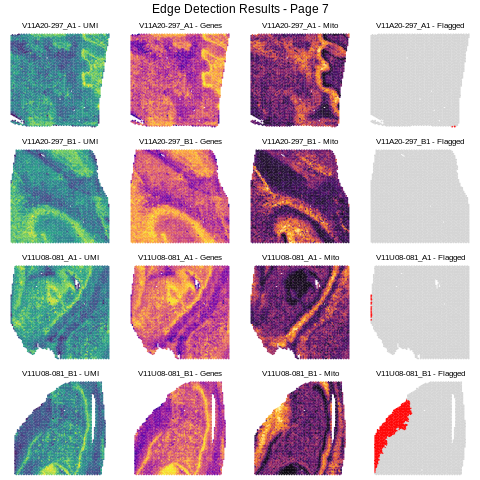 Edge Detection Results - Page 7
V11A20-297_A1 - UMI V11A20-297_A1 - Genes V11A20-297_A1 - Mito V11A20-297_A1 - Flagged
V11A20-297_B1 - UMI V11A20-297_B1 - Genes V11A20-297_B1 - Mito V11A20-297_B1 - Flagged
V11U08-081_A1 - UMI V11U08-081_A1 - Genes V11U08-081_A1 - Mito V11U08-081_A1 - Flagged
V11U08-081_B1 - UMI V11U08-081_B1 - Genes V11U08-081_B1 - Mito V11U08-081_B1 - Flagged